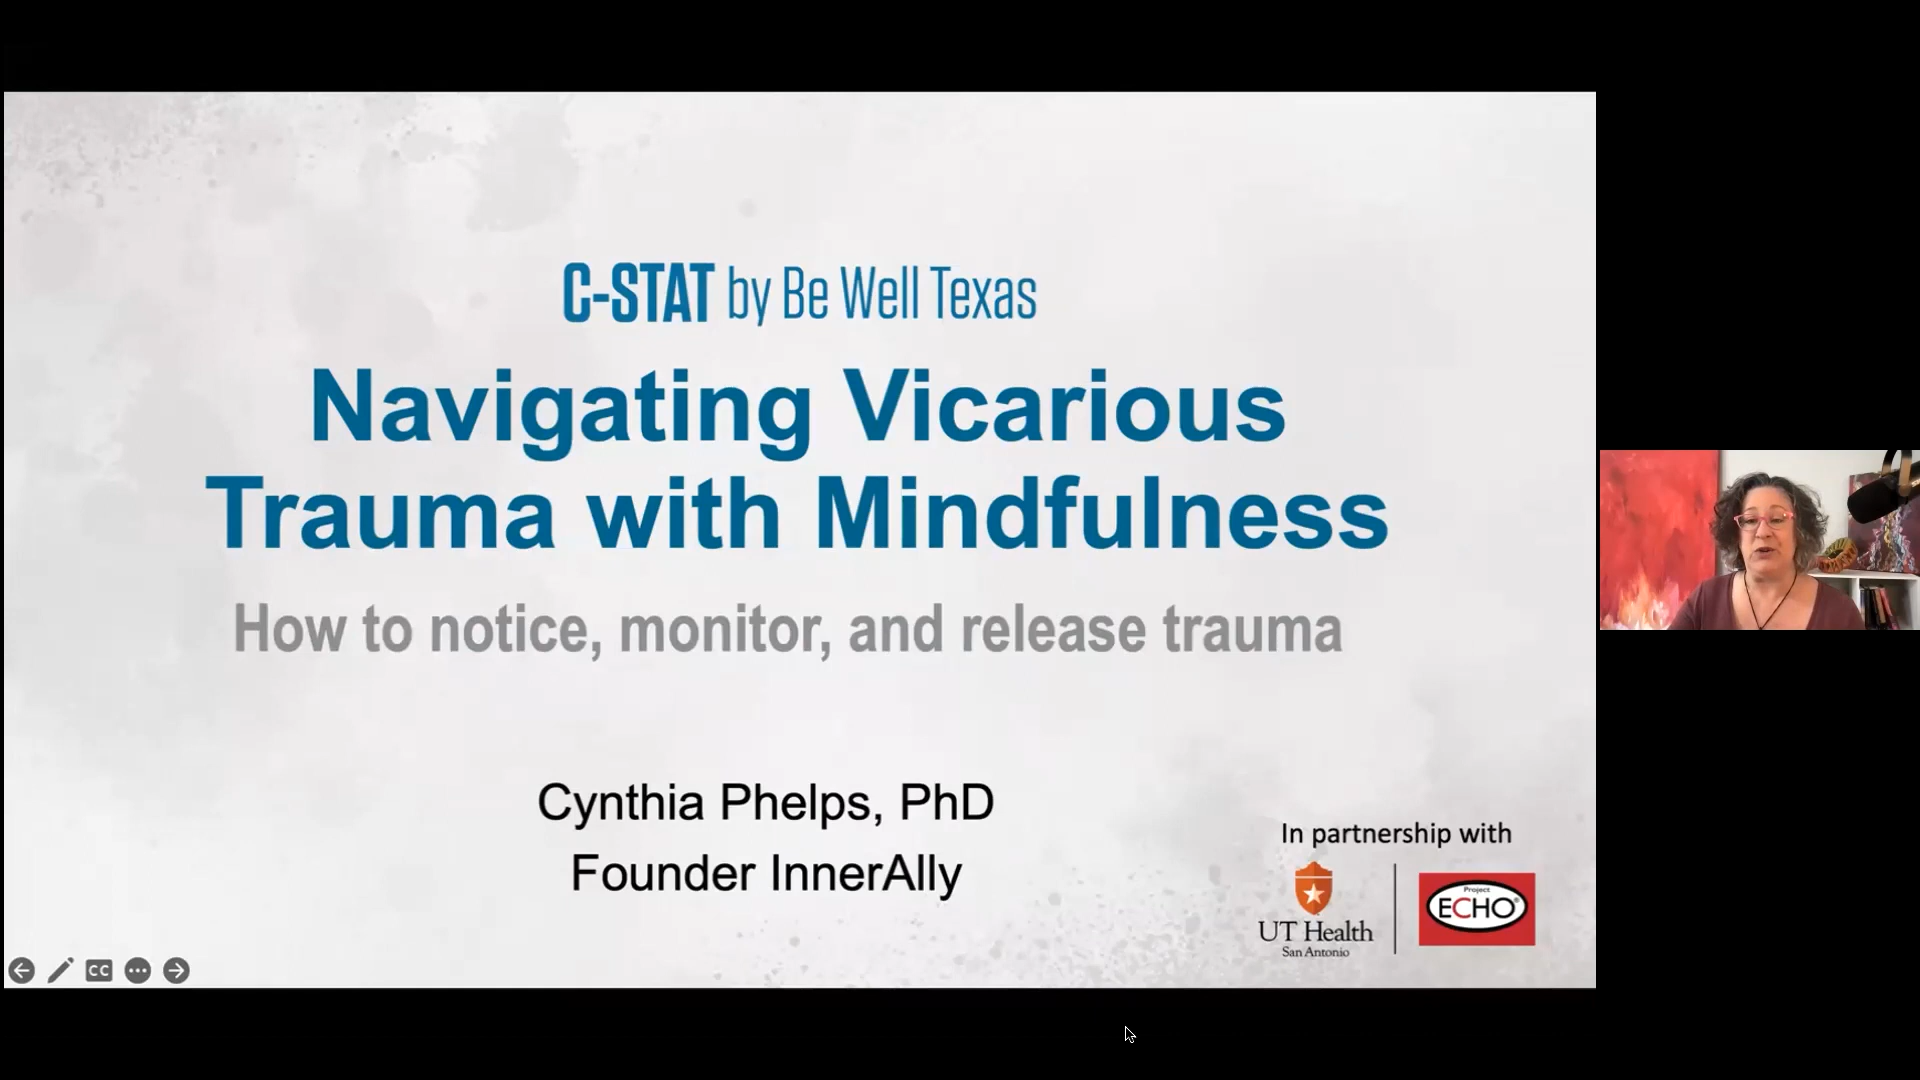 C-STAT by Be Well Texas
Navigating Vicarious
Trauma with Mindfulness
How to notice, monitor, and release trauma
Cynthia Phelps, PhD
Founder InnerAlly
In partnership with
UT Health
San Antonio
Project
ECHO®
CC